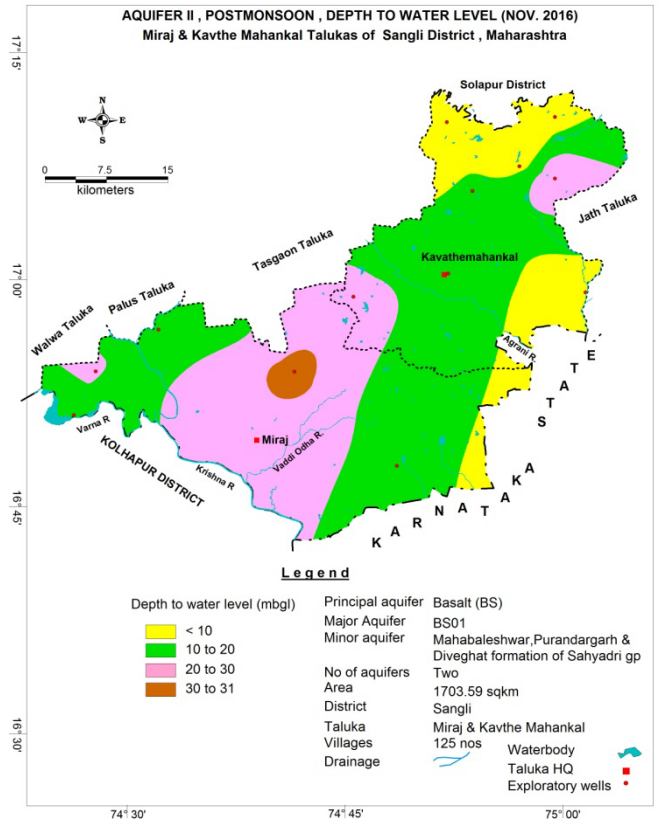 AQUIFER II , POSTMONSOON , DEPTH TO WATER LEVEL (NOV. 2016)
Miraj & Kavthe Mahankal Talukas of Sangli District , Maharashtra
17° 15'
Solapur District
N
W E
S
0 7.5 15
kilometers
Jath Taluka
Tasgaon Taluka
Kavathemahankal
17° 00'
Palus Taluka
Walwa Taluka
Agrani R.
Varna R
Miraj
Vaddi Odha R.
Krishna R
KOLHAPUR DISTRICT
KARNATAKA STATE
16° 45'
Legend
Depth to water level (mbgl)
< 10
10 to 20
20 to 30
30 to 31
Principal aquifer Basalt (BS)
Major Aquifer BS01
Minor aquifer Mahabaleshwar,Purandargarh &
Diveghat formation of Sahyadri gp
No of aquifers Two
Area 1703.59 sqkm
District Sangli
Taluka Miraj & Kavthe Mahankal
Villages 125 nos
Drainage
Waterbody
Taluka HQ
Exploratory wells
16° 30'
74° 30' 74° 45' 75° 00'